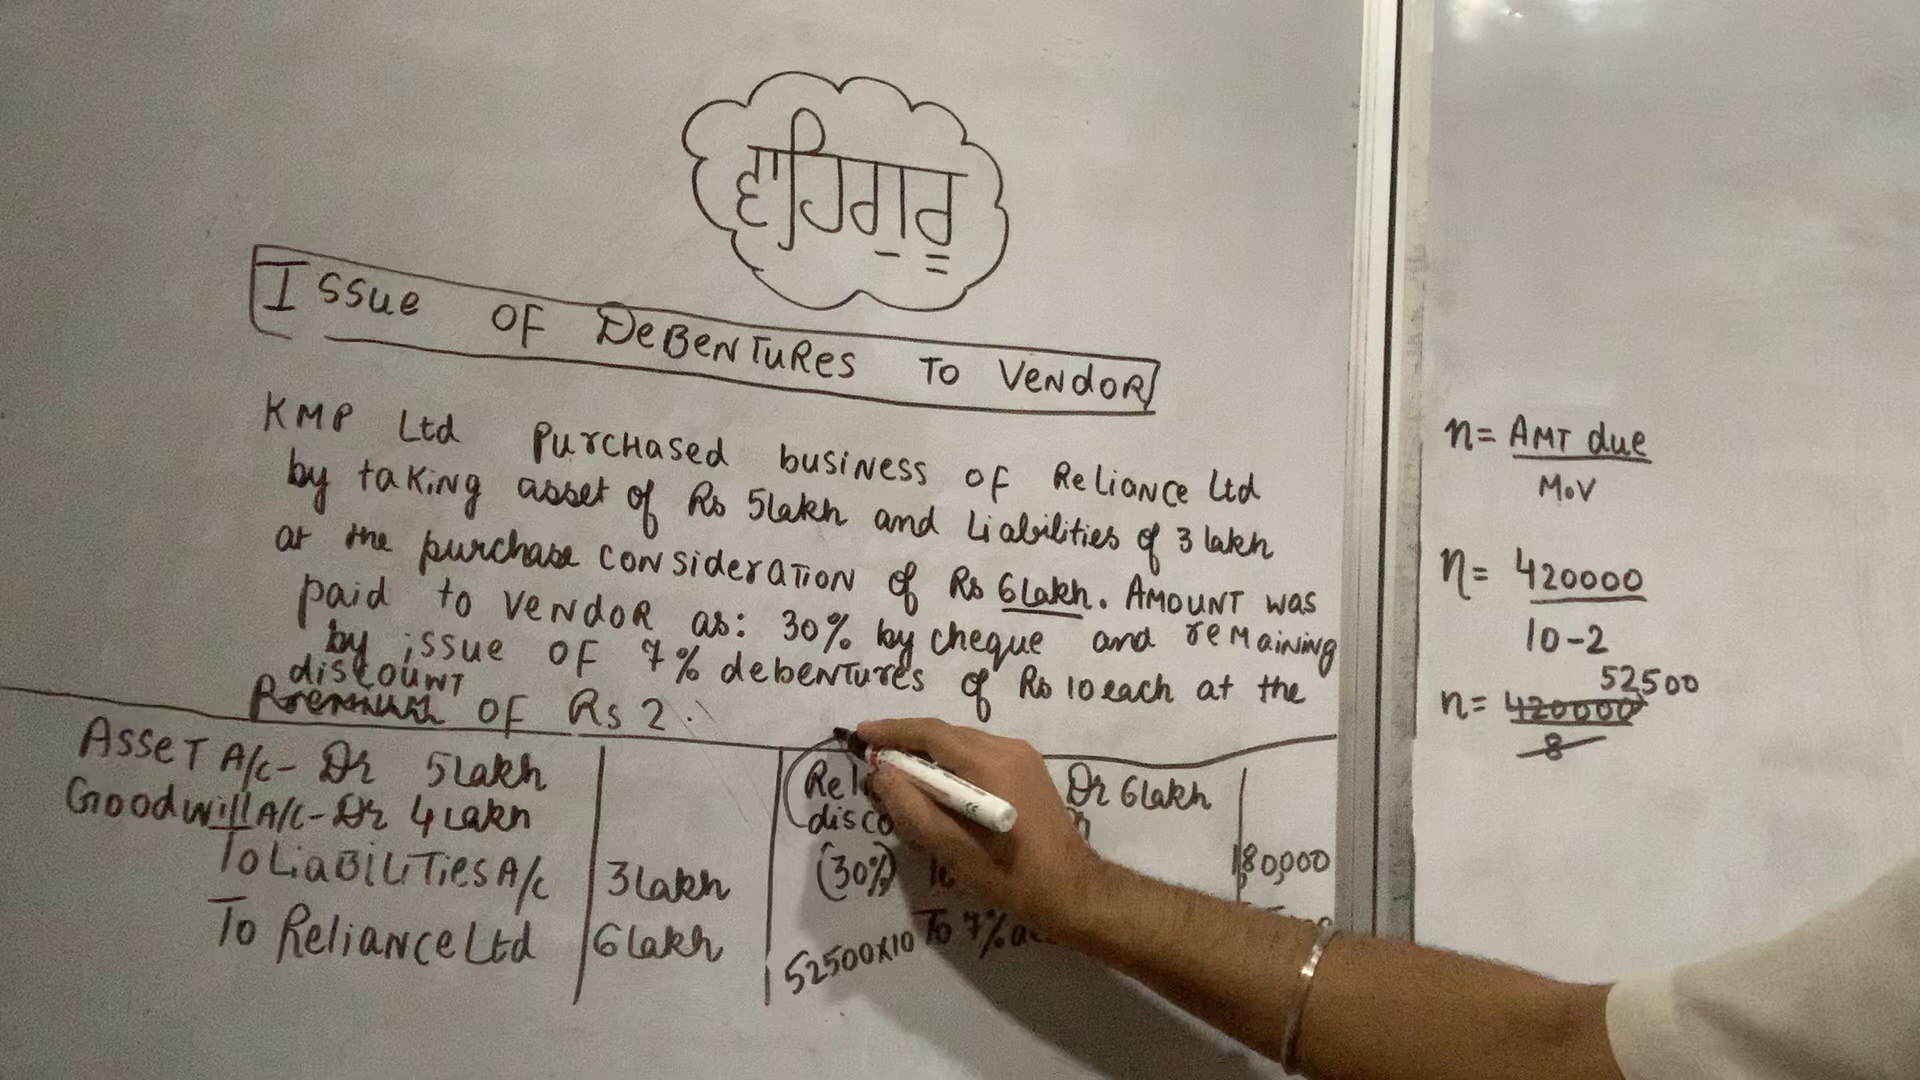 ਵਾਹਿਗੁਰੂ
ISSue OF DeBENTuRes To VeNdoR
KMP Ltd PurcHased business of Reliance Ltd
by taking asset of Rs 5lakh and Liabilities of 3 lakh
at the purchase consideration of Rs 6lakh. Amount was
paid to vendor as: 30% by cheque and remaining
by issue of 7% debentures of Rs 10 each at the
discount
Premium of Rs 2.
Asset A/c- Dr 5lakh
Goodwill A/c- Dr 4lakh
To Liabilities A/c 3lakh
To Reliance Ltd 6lakh
Dr 6lakh
(30%) 180,000
52500x10 To 7%
n= AMT due
MoV
n= 420000
10-2
52500
n= 420000
8